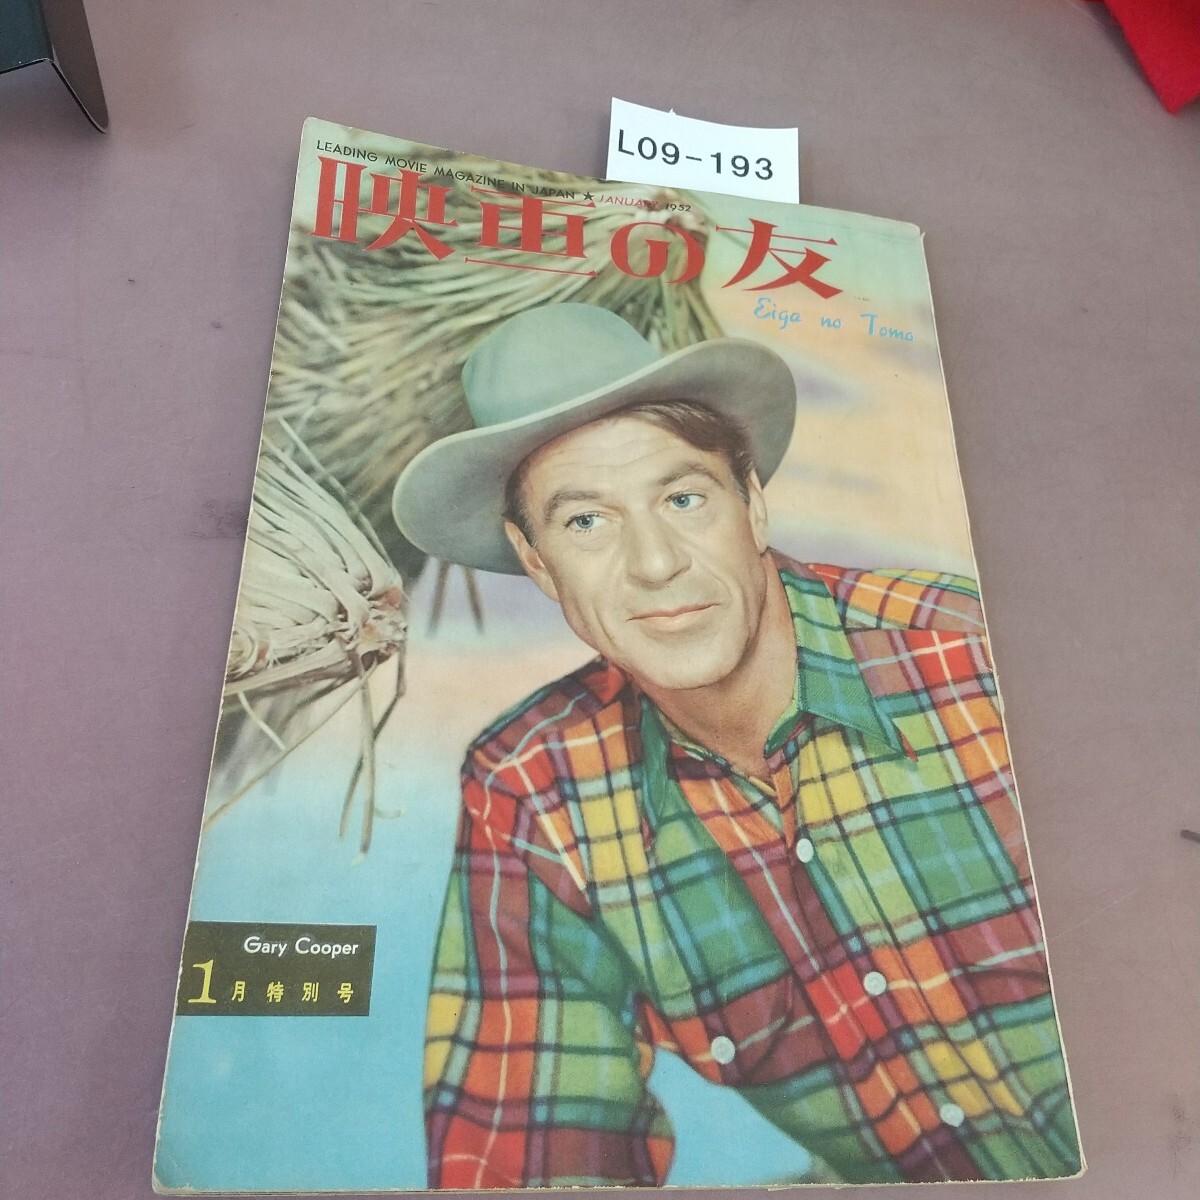 L09-193
LEADING MOVIE MAGAZINE IN JAPAN ★ JANUARY 1952
映画の友
Eiga no Tomo
Gary Cooper
1月特別号